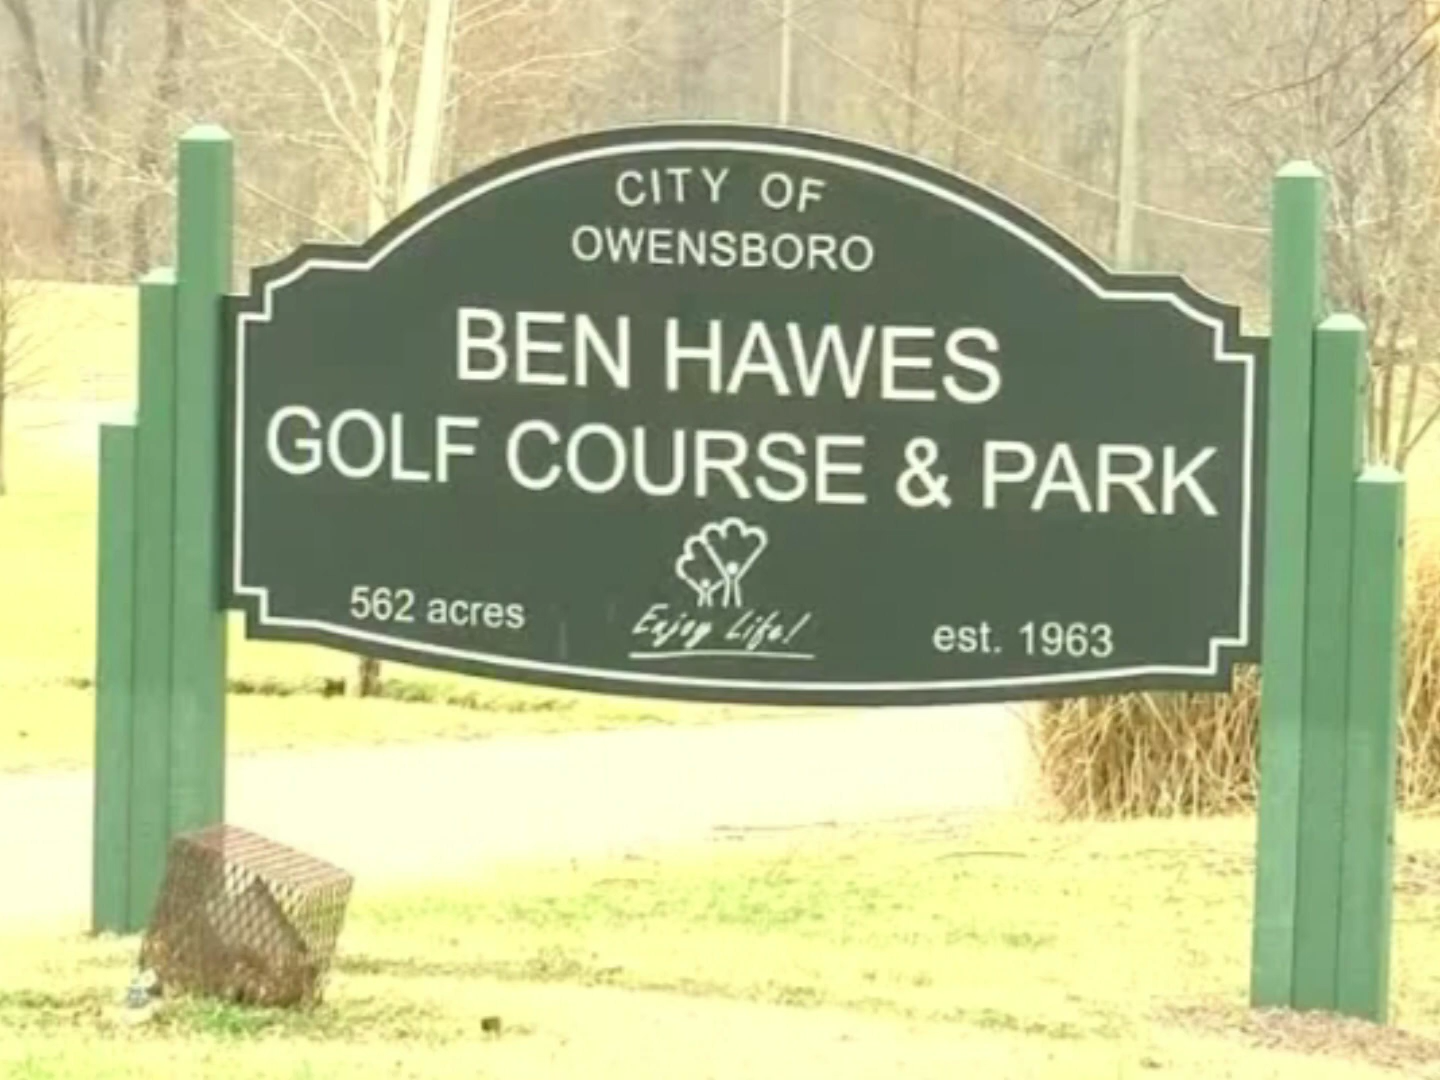 CITY OF
OWENSBORO
BEN HAWES
GOLF COURSE & PARK
562 acres
Enjoy Life!
est. 1963